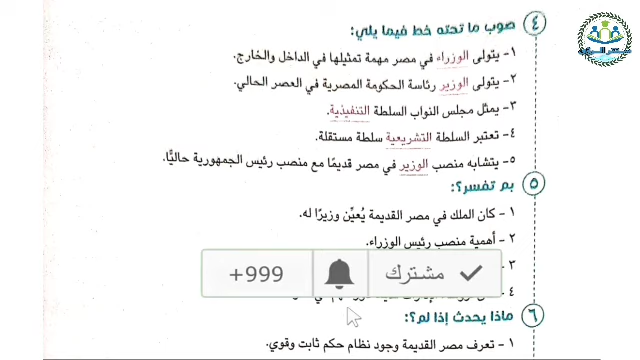 ٤ صوب ما تحته خط فيما يلي:
١- يتولى الوزراء في مصر مهمة تمثيلها في الداخل والخارج.
٢- يتولى الوزير رئاسة الحكومة المصرية في العصر الحالي.
٣- يمثل مجلس النواب السلطة التنفيذية.
٤- تعتبر السلطة التشريعية سلطة مستقلة.
٥- يتشابه منصب الوزير في مصر قديمًا مع منصب رئيس الجمهورية حاليًّا.
٥ بم تفسر؟:
١- كان الملك في مصر القديمة يُعيِّن وزيرًا له.
٢- أهمية منصب رئيس الوزراء.
٣
مشترك
+999
٤
٦ ماذا يحدث إذا لم؟:
١- تعرف مصر القديمة وجود نظام حكم ثابت وقوي.